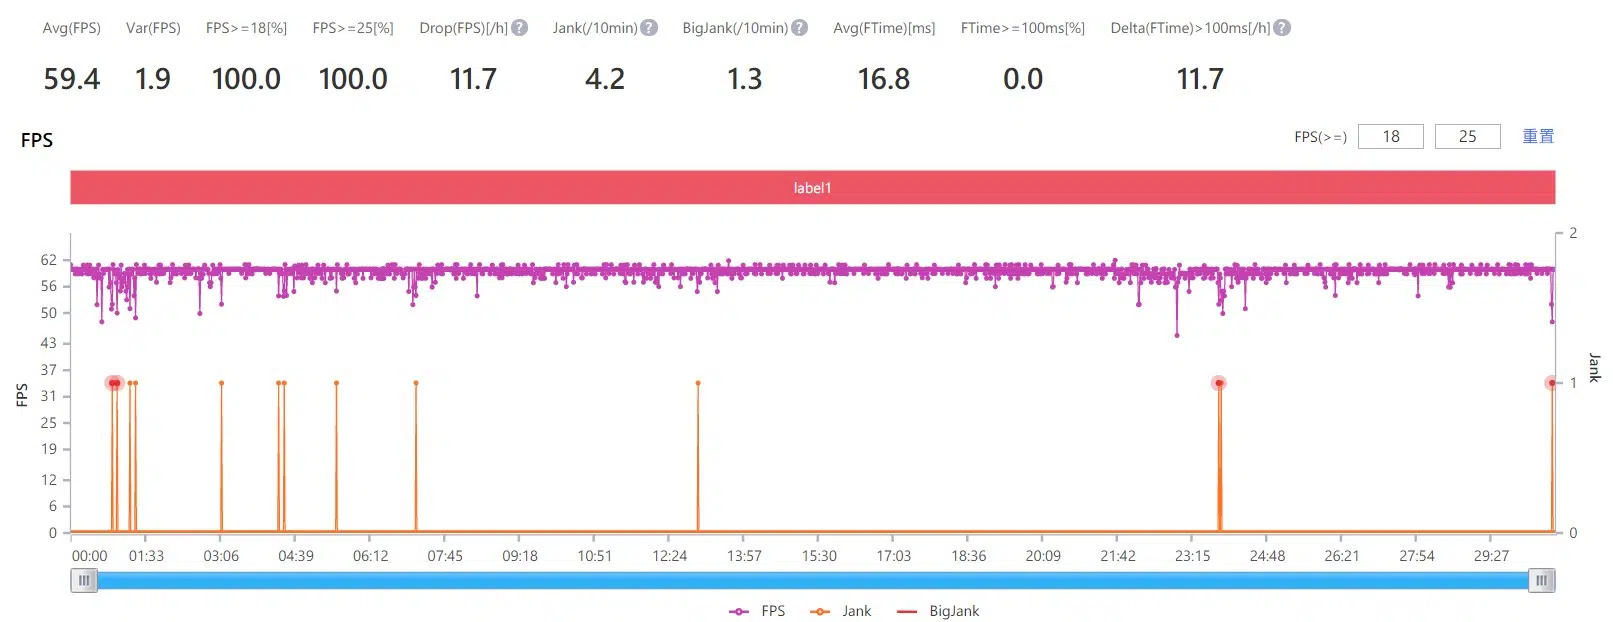 Avg(FPS) Var(FPS) FPS>=18[%] FPS>=25[%] Drop(FPS)[/h] ? Jank(/10min) ? BigJank(/10min) ? Avg(FTime)[ms] FTime>=100ms[%] Delta(FTime)>100ms[/h] ?
59.4 1.9 100.0 100.0 11.7 4.2 1.3 16.8 0.0 11.7
FPS
FPS(>=) 18 25 重置
label1
62
56
50
43
37
31
25
19
12
6
0
FPS
2
1
0
Jank
00:00 01:33 03:06 04:39 06:12 07:45 09:18 10:51 12:24 13:57 15:30 17:03 18:36 20:09 21:42 23:15 24:48 26:21 27:54 29:27
FPS Jank BigJank